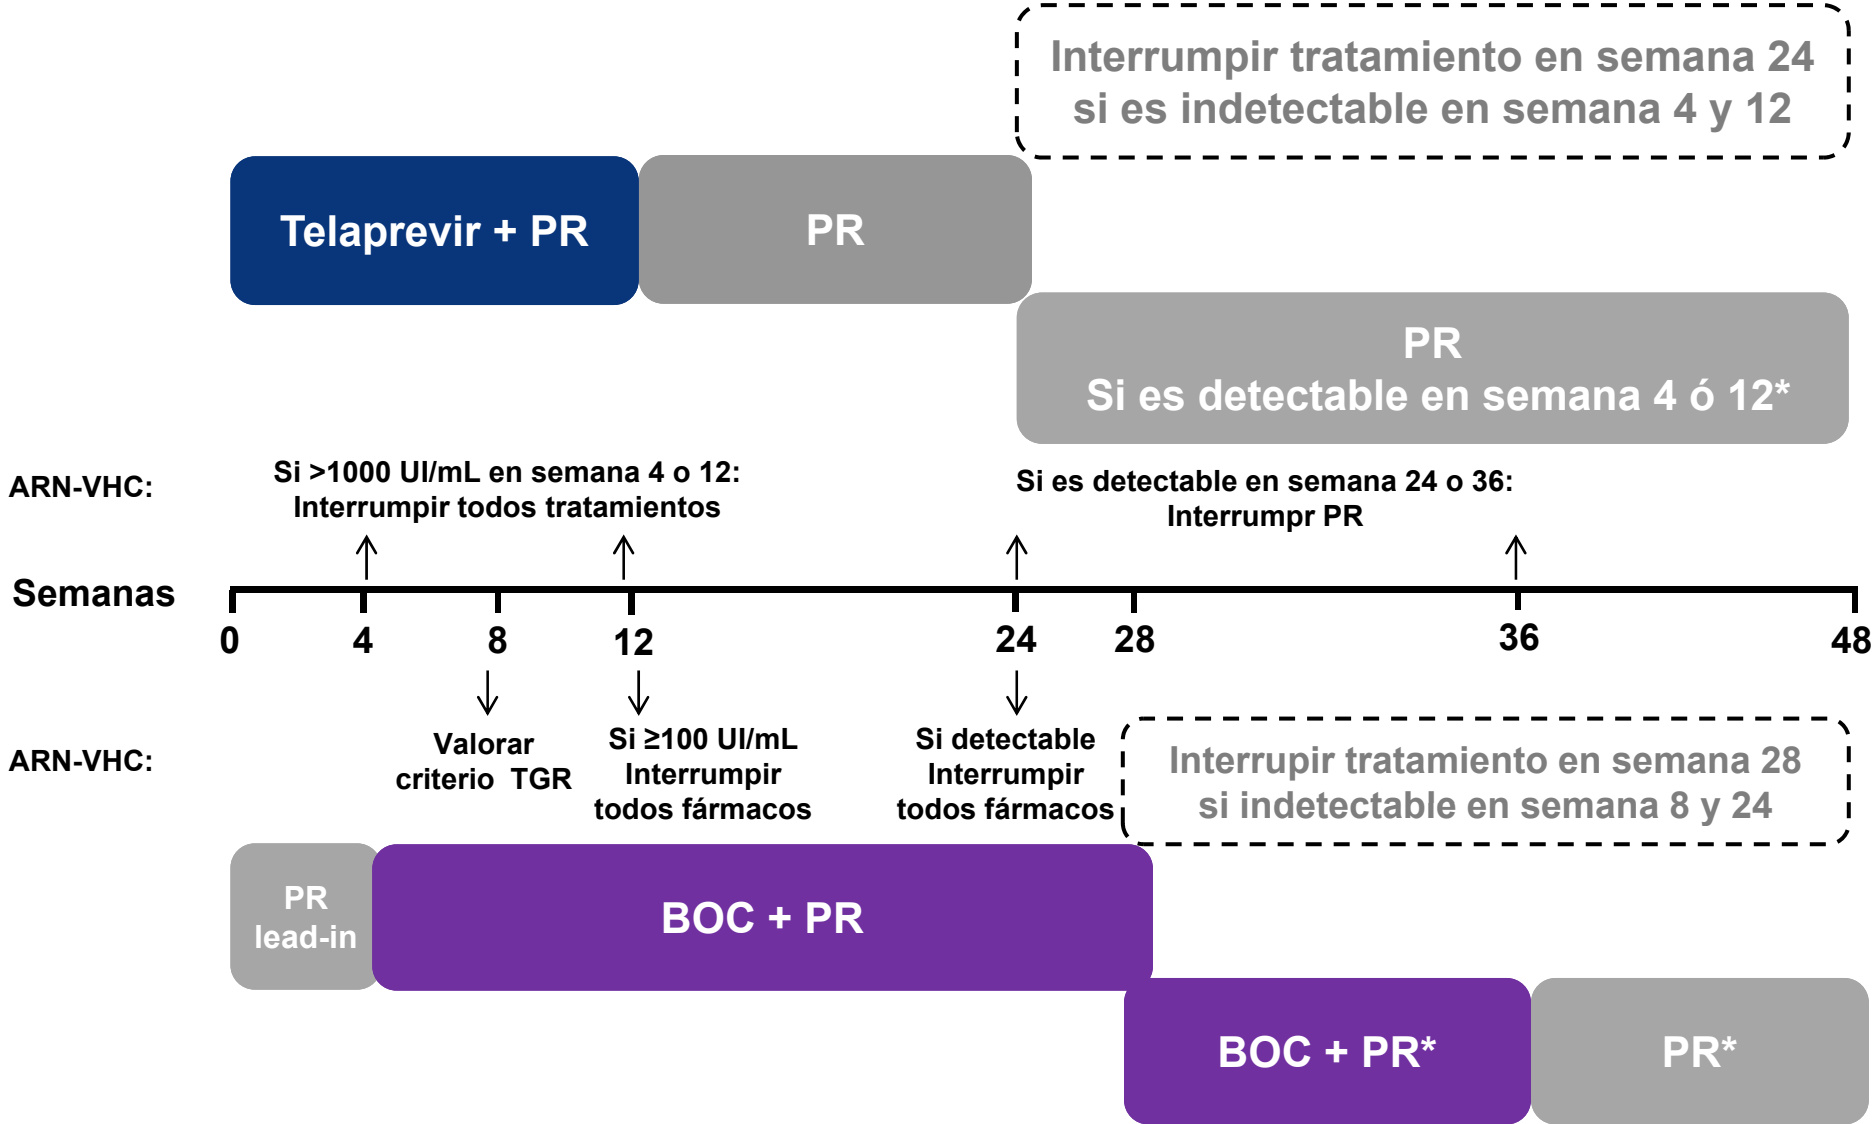 Interrumpir tratamiento en semana 24
si es indetectable en semana 4 y 12
Telaprevir + PR
PR
PR
Si es detectable en semana 4 ó 12*
ARN-VHC:
Si >1000 UI/mL en semana 4 o 12:
Interrumpir todos tratamientos
Si es detectable en semana 24 o 36:
Interrumpr PR
Semanas
0
4
8
12
24
28
36
48
ARN-VHC:
Valorar
criterio TGR
Si ≥100 UI/mL
Interrumpir
todos fármacos
Si detectable
Interrumpir
todos fármacos
Interrupir tratamiento en semana 28
si indetectable en semana 8 y 24
PR
lead-in
BOC + PR
BOC + PR*
PR*